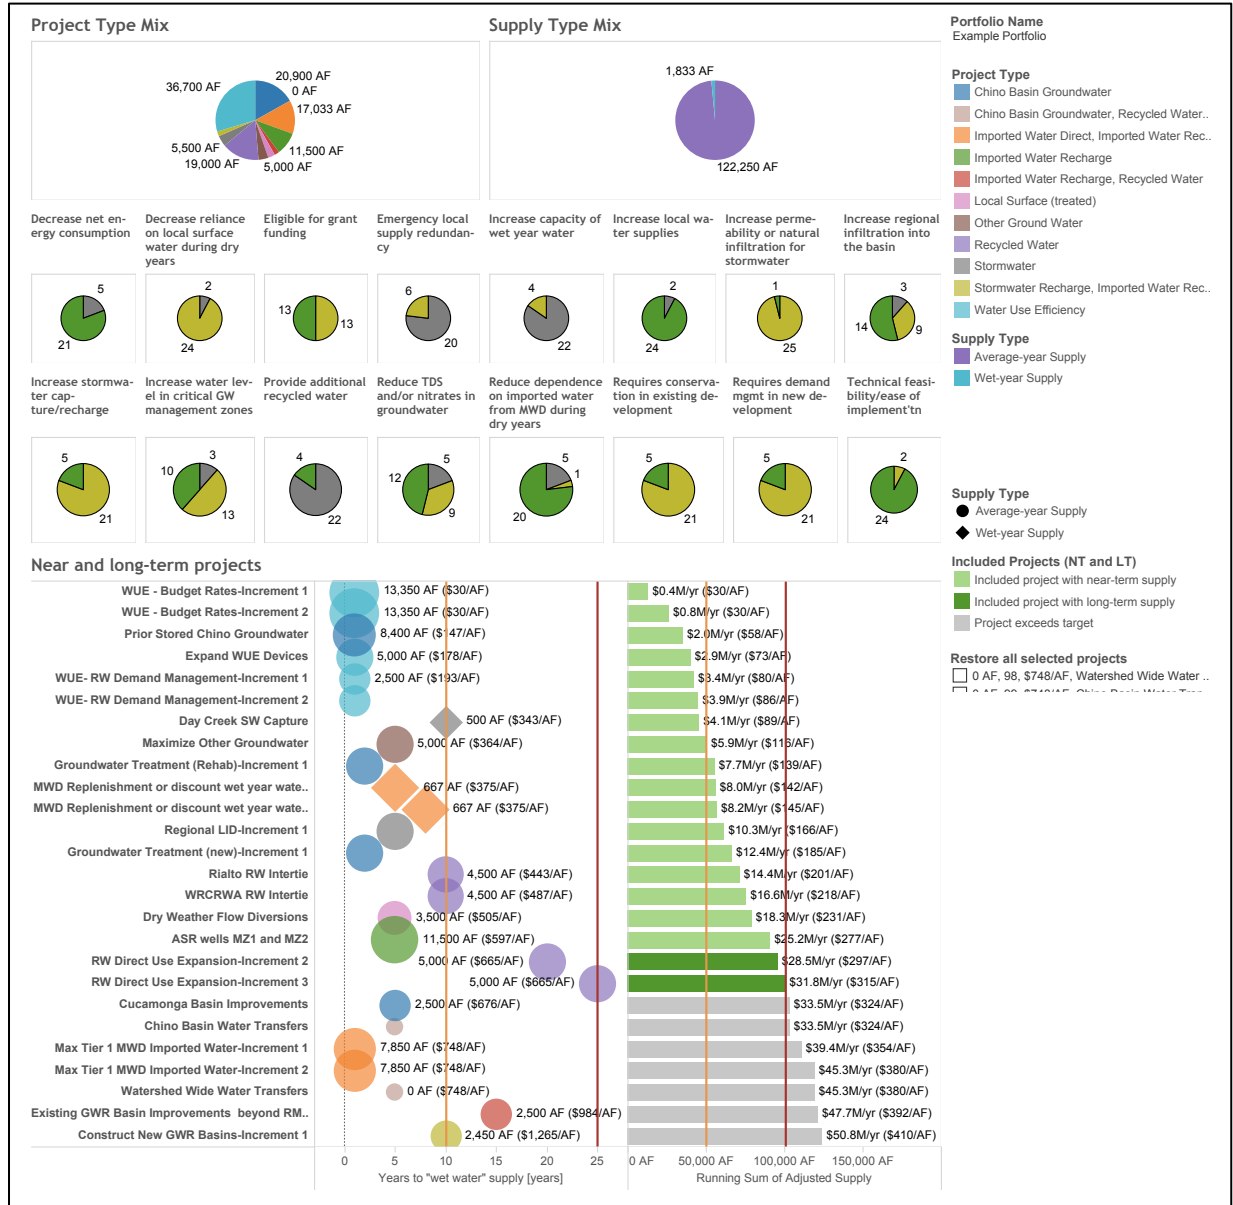 Project Type Mix
Supply Type Mix
36,700 AF
20,900 AF
0 AF
17,033 AF
11,500 AF
5,000 AF
19,000 AF
5,500 AF
1,833 AF
122,250 AF
Portfolio Name
Example Portfolio
Project Type
Chino Basin Groundwater
Chino Basin Groundwater, Recycled Water..
Imported Water Direct, Imported Water Rec..
Imported Water Recharge
Imported Water Recharge, Recycled Water
Local Surface (treated)
Other Ground Water
Recycled Water
Stormwater
Stormwater Recharge, Imported Water Rec..
Water Use Efficiency
Supply Type
Average-year Supply
Wet-year Supply
Decrease net en-
ergy consumption
5
21
Decrease reliance
on local surface
water during dry
years
2
24
Eligible for grant
funding
13
13
Emergency local
supply redundan-
cy
6
20
Increase capacity of
wet year water
4
22
Increase local wa-
ter supplies
2
24
Increase perme-
ability or natural
infiltration for
stormwater
1
25
Increase regional
infiltration into
the basin
3
14
9
Increase stormwa-
ter cap-
ture/recharge
5
21
Increase water lev-
el in critical GW
management zones
10
3
13
Provide additional
recycled water
4
22
Reduce TDS
and/or nitrates in
groundwater
12
5
9
Reduce dependence
on imported water
from MWD during
dry years
5
1
20
Requires conserva-
tion in existing de-
velopment
5
21
Requires demand
mgmt in new de-
velopment
5
21
Technical feasi-
bility/ease of
implement'tn
2
24
Supply Type
Average-year Supply
Wet-year Supply
Included Projects (NT and LT)
Included project with near-term supply
Included project with long-term supply
Project exceeds target
Restore all selected projects
0 AF, 98, $748/AF, Watershed Wide Water ..
Near and long-term projects
WUE - Budget Rates-Increment 1 13,350 AF ($30/AF) $0.4M/yr ($30/AF)
WUE - Budget Rates-Increment 2 13,350 AF ($30/AF) $0.8M/yr ($30/AF)
Prior Stored Chino Groundwater 8,400 AF ($147/AF) $2.0M/yr ($58/AF)
Expand WUE Devices 5,000 AF ($178/AF) $2.9M/yr ($73/AF)
WUE- RW Demand Management-Increment 1 2,500 AF ($193/AF) $3.4M/yr ($80/AF)
WUE- RW Demand Management-Increment 2 $3.9M/yr ($86/AF)
Day Creek SW Capture 500 AF ($343/AF) $4.1M/yr ($89/AF)
Maximize Other Groundwater 5,000 AF ($364/AF) $5.9M/yr ($116/AF)
Groundwater Treatment (Rehab)-Increment 1 $7.7M/yr ($139/AF)
MWD Replenishment or discount wet year wate.. 667 AF ($375/AF) $8.0M/yr ($142/AF)
MWD Replenishment or discount wet year wate.. 667 AF ($375/AF) $8.2M/yr ($145/AF)
Regional LID-Increment 1 $10.3M/yr ($166/AF)
Groundwater Treatment (new)-Increment 1 $12.4M/yr ($185/AF)
Rialto RW Intertie 4,500 AF ($443/AF) $14.4M/yr ($201/AF)
WRCRWA RW Intertie 4,500 AF ($487/AF) $16.6M/yr ($218/AF)
Dry Weather Flow Diversions 3,500 AF ($505/AF) $18.3M/yr ($231/AF)
ASR wells MZ1 and MZ2 11,500 AF ($597/AF) $25.2M/yr ($277/AF)
RW Direct Use Expansion-Increment 2 5,000 AF ($665/AF) $28.5M/yr ($297/AF)
RW Direct Use Expansion-Increment 3 5,000 AF ($665/AF) $31.8M/yr ($315/AF)
Cucamonga Basin Improvements 2,500 AF ($676/AF) $33.5M/yr ($324/AF)
Chino Basin Water Transfers $33.5M/yr ($324/AF)
Max Tier 1 MWD Imported Water-Increment 1 7,850 AF ($748/AF) $39.4M/yr ($354/AF)
Max Tier 1 MWD Imported Water-Increment 2 7,850 AF ($748/AF) $45.3M/yr ($380/AF)
Watershed Wide Water Transfers 0 AF ($748/AF) $45.3M/yr ($380/AF)
Existing GWR Basin Improvements beyond RM.. 2,500 AF ($984/AF) $47.7M/yr ($392/AF)
Construct New GWR Basins-Increment 1 2,450 AF ($1,265/AF) $50.8M/yr ($410/AF)
0 5 10 15 20 25 0 AF 50,000 AF 100,000 AF 150,000 AF
Years to "wet water" supply [years] Running Sum of Adjusted Supply